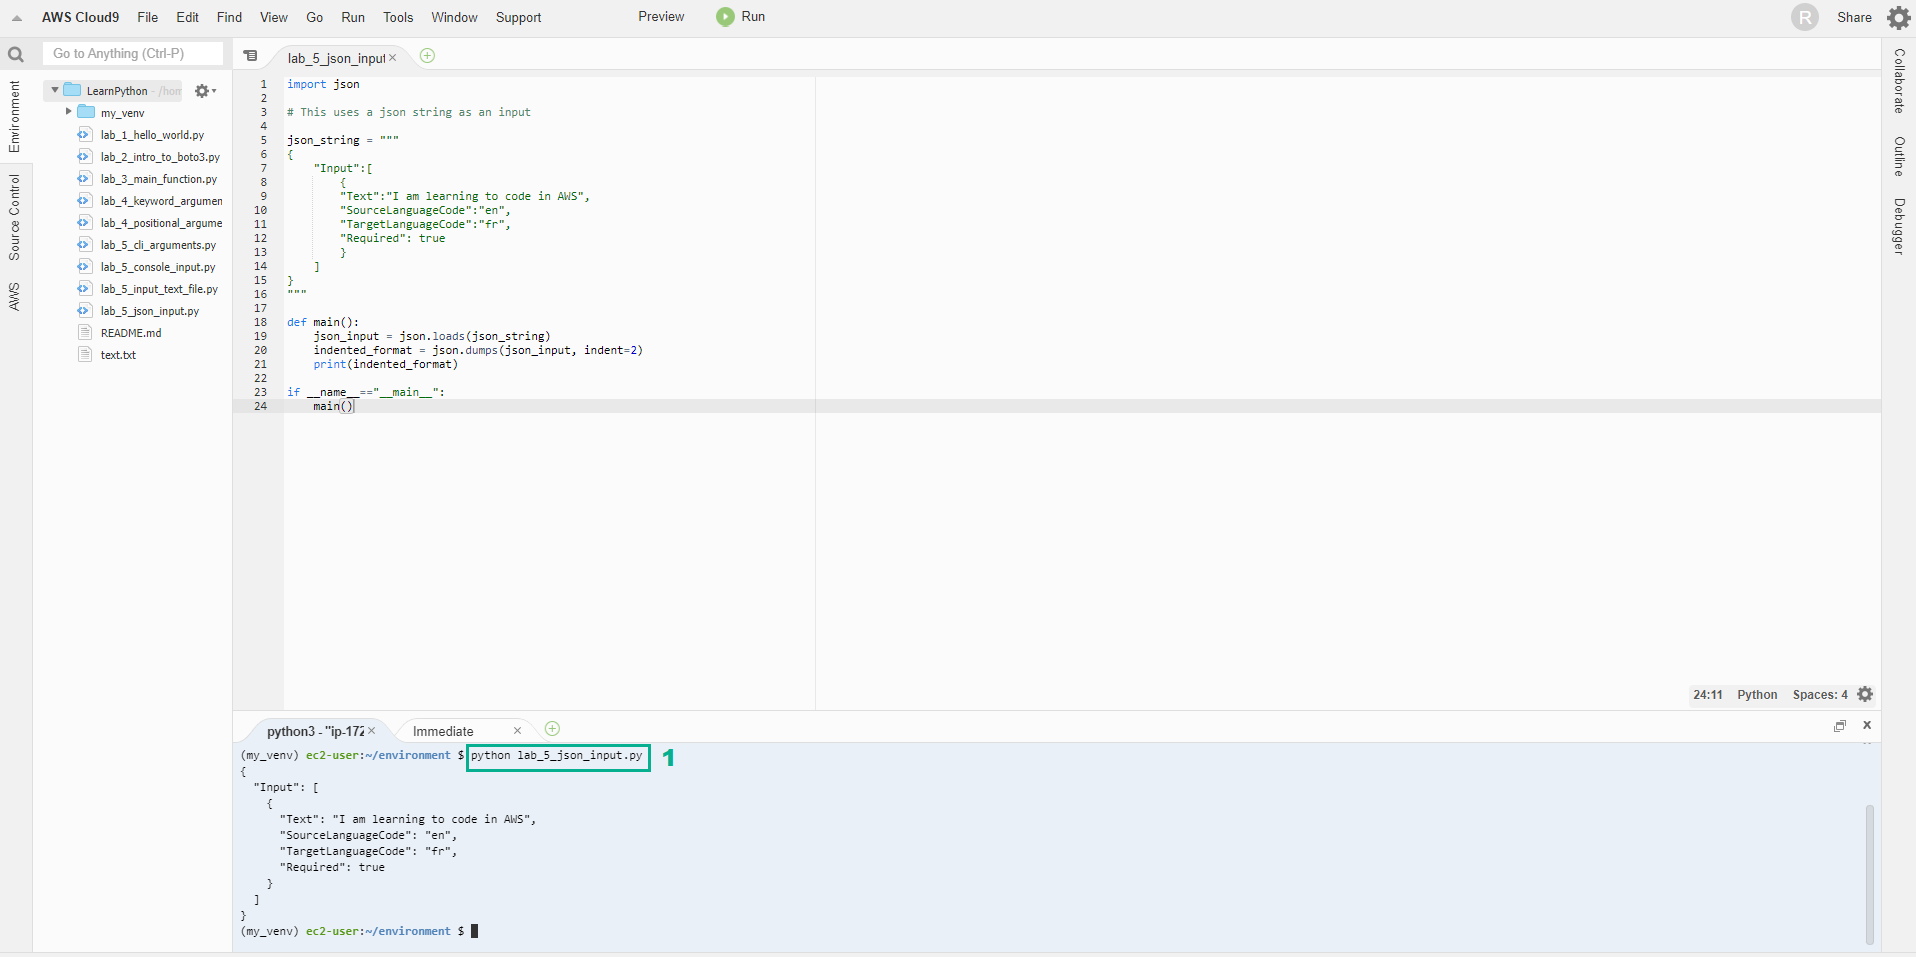 AWS Cloud9 File Edit Find View Go Run Tools Window Support Preview Run R Share
Go to Anything (Ctrl-P)
Environment
Source Control
AWS
LearnPython - /hom
my_venv
lab_1_hello_world.py
lab_2_intro_to_boto3.py
lab_3_main_function.py
lab_4_keyword_argumen
lab_4_positional_argume
lab_5_cli_arguments.py
lab_5_console_input.py
lab_5_input_text_file.py
lab_5_json_input.py
README.md
text.txt
lab_5_json_input
1 import json
2
3 # This uses a json string as an input
4
5 json_string = """
6 {
7     "Input":[
8         {
9         "Text":"I am learning to code in AWS",
10         "SourceLanguageCode":"en",
11         "TargetLanguageCode":"fr",
12         "Required": true
13         }
14     ]
15 }
16 """
17
18 def main():
19     json_input = json.loads(json_string)
20     indented_format = json.dumps(json_input, indent=2)
21     print(indented_format)
22
23 if __name__=="__main__":
24     main()
24:11 Python Spaces: 4
Collaborate
Outline
Debugger
python3 - "ip-172 Immediate
(my_venv) ec2-user:~/environment $ python lab_5_json_input.py 1
{
  "Input": [
    {
      "Text": "I am learning to code in AWS",
      "SourceLanguageCode": "en",
      "TargetLanguageCode": "fr",
      "Required": true
    }
  ]
}
(my_venv) ec2-user:~/environment $